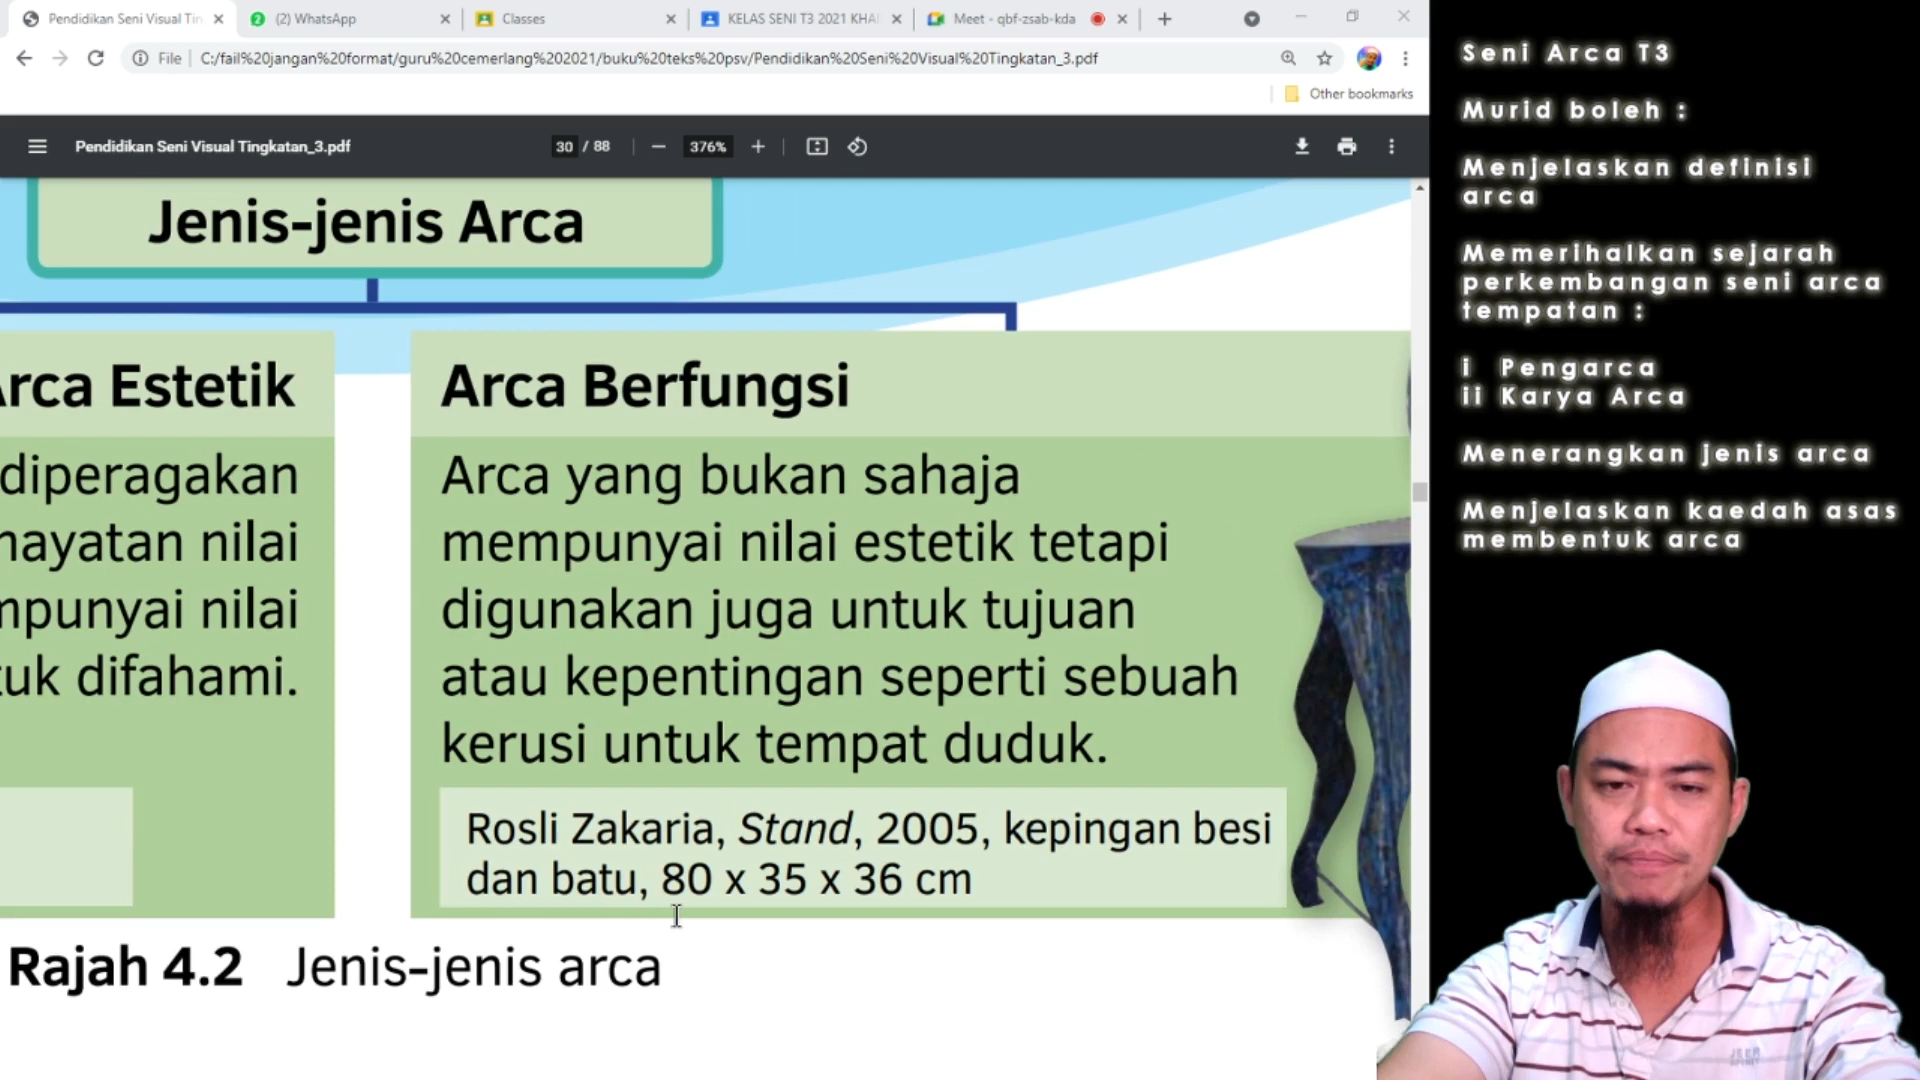 Pendidikan Seni Visual Tin
(2) WhatsApp
Classes
KELAS SENI T3 2021 KHA
Meet - qbf-zsab-kda
File
C:/fail%20jangan%20format/guru%20cemerlang%202021/buku%20teks%20psv/Pendidikan%20Seni%20Visual%20Tingkatan_3.pdf
Other bookmarks
Pendidikan Seni Visual Tingkatan_3.pdf
30 / 88
376%
Jenis-jenis Arca
Arca Estetik
diperagakan
hayatan nilai
mpunyai nilai
tuk difahami.
Arca Berfungsi
Arca yang bukan sahaja
mempunyai nilai estetik tetapi
digunakan juga untuk tujuan
atau kepentingan seperti sebuah
kerusi untuk tempat duduk.
Rosli Zakaria, Stand, 2005, kepingan besi
dan batu, 80 x 35 x 36 cm
Rajah 4.2 Jenis-jenis arca
Seni Arca T3
Murid boleh :
Menjelaskan definisi
arca
Memerihalkan sejarah
perkembangan seni arca
tempatan :
i Pengarca
ii Karya Arca
Menerangkan jenis arca
Menjelaskan kaedah asas
membentuk arca